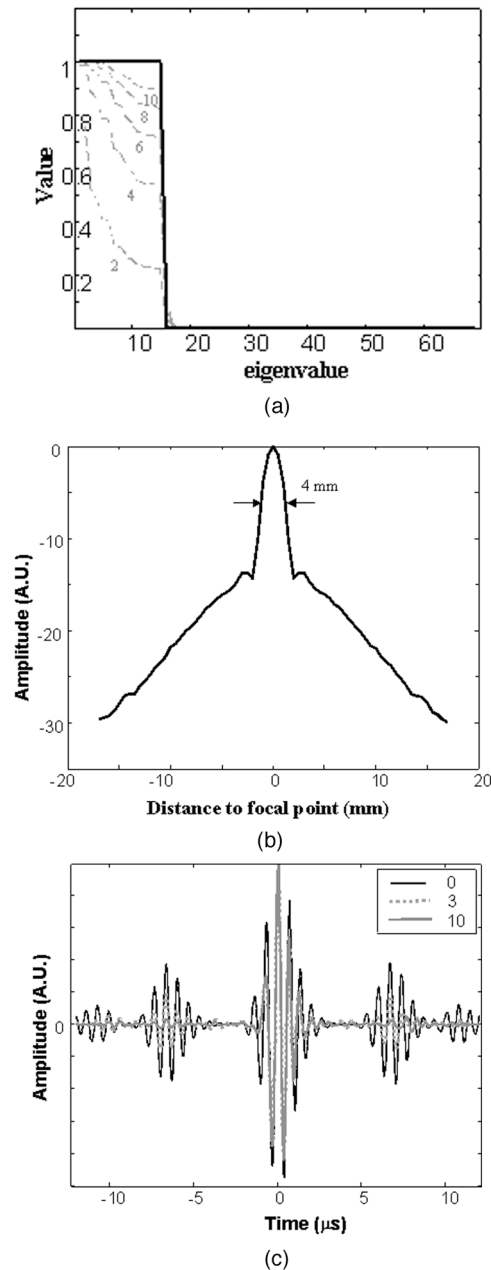 1
0.8
0.6
0.4
0.2
Value
10
8
6
4
2
10 20 30 40 50 60
eigenvalue
(a)
0
-10
-20
-30
Amplitude (A.U.)
4 mm
-20 -10 0 10 20
Distance to focal point (mm)
(b)
0
3
10
0
Amplitude (A.U.)
-10 -5 0 5 10
Time (μs)
(c)